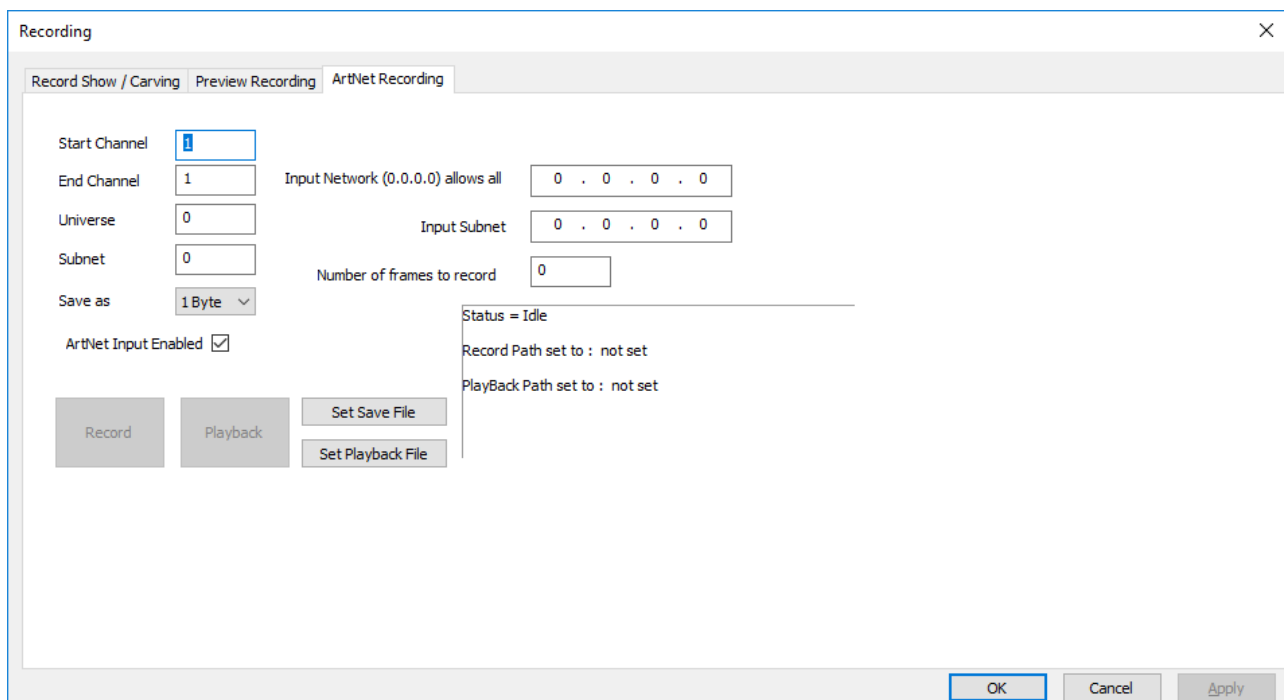 Recording
Record Show / Carving Preview Recording ArtNet Recording
Start Channel 1
End Channel 1 Input Network (0.0.0.0) allows all 0 . 0 . 0 . 0
Universe 0 Input Subnet 0 . 0 . 0 . 0
Subnet 0 Number of frames to record 0
Save as 1 Byte
Status = Idle
ArtNet Input Enabled
Record Path set to : not set
PlayBack Path set to : not set
Record Playback Set Save File
Set Playback File
OK Cancel Apply